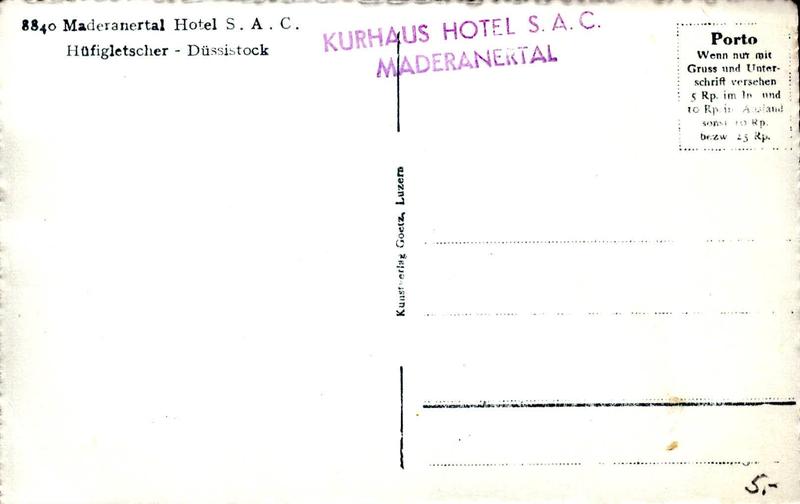 8840 Maderanertal Hotel S. A. C.
Hüfigletscher - Düssistock
KURHAUS HOTEL S. A. C.
MADERANERTAL
Porto
Wenn nur mit
Gruss und Unter-
schrift versehen
5 Rp. im In und
10 Rp. in Ausland
sonst 10 Rp.
bezw 25 Rp.
Kunstverlag Goetz, Luzern
5.-